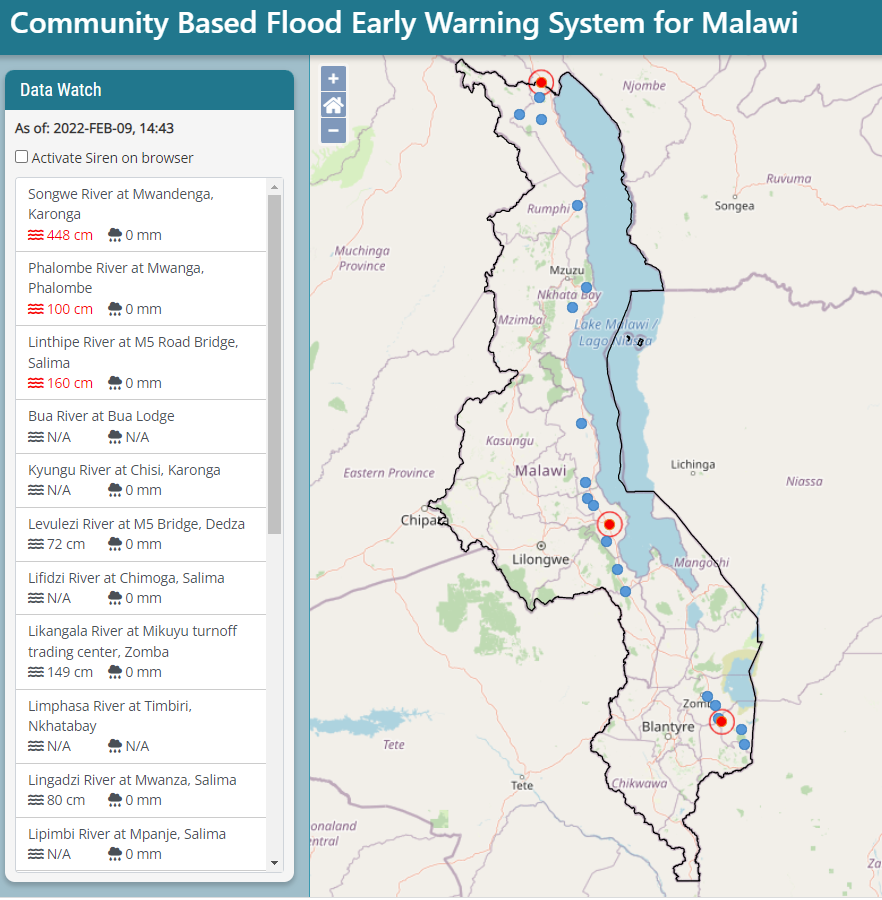 Community Based Flood Early Warning System for Malawi
Data Watch
As of: 2022-FEB-09, 14:43
Activate Siren on browser
Songwe River at Mwandenga,
Karonga
448 cm 0 mm
Phalombe River at Mwanga,
Phalombe
100 cm 0 mm
Linthipe River at M5 Road Bridge,
Salima
160 cm 0 mm
Bua River at Bua Lodge
N/A N/A
Kyungu River at Chisi, Karonga
N/A 0 mm
Levulezi River at M5 Bridge, Dedza
72 cm 0 mm
Lifidzi River at Chimoga, Salima
N/A 0 mm
Likangala River at Mikuyu turnoff
trading center, Zomba
149 cm 0 mm
Limphasa River at Timbiri,
Nkhatabay
N/A N/A
Lingadzi River at Mwanza, Salima
80 cm 0 mm
Lipimbi River at Mpanje, Salima
N/A 0 mm
+
−
Njombe
Ruvuma
Songea
Rumphi
Muchinga
Province
Mzuzu
Nkhata Bay
Mzimba
Lake Malawi /
Lago Niassa
Kasungu
Malawi
Lichinga
Eastern Province
Niassa
Chipata
Lilongwe
Mangochi
Zom
Blantyre
Tete
Chikwawa
Tete
onaland
entral
Za